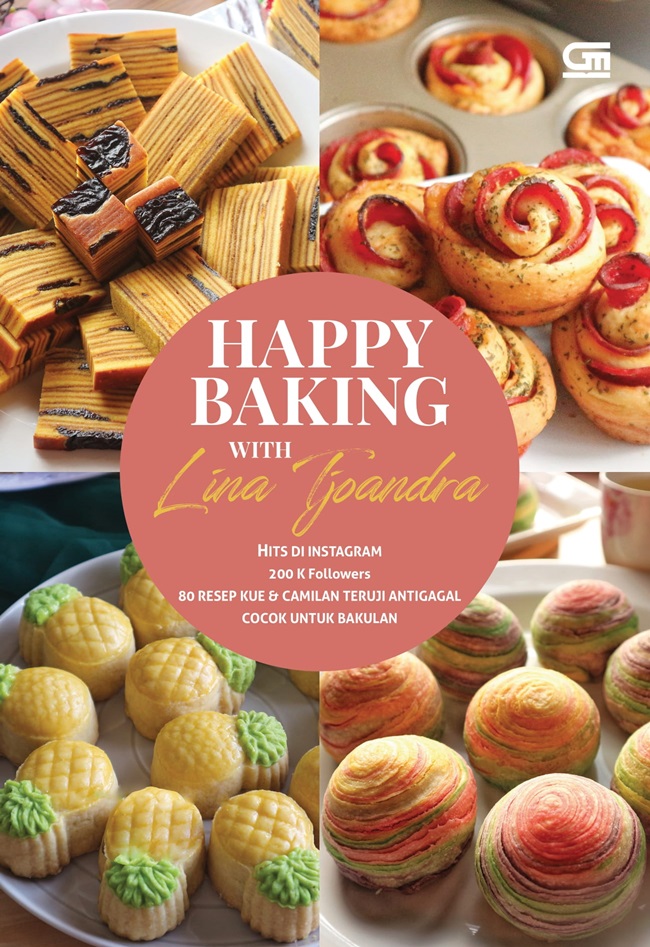 GM
HAPPY
BAKING
WITH
Lina Tjoandra
HITS DI INSTAGRAM
200 K Followers
80 RESEP KUE & CAMILAN TERUJI ANTIGAGAL
COCOK UNTUK BAKULAN